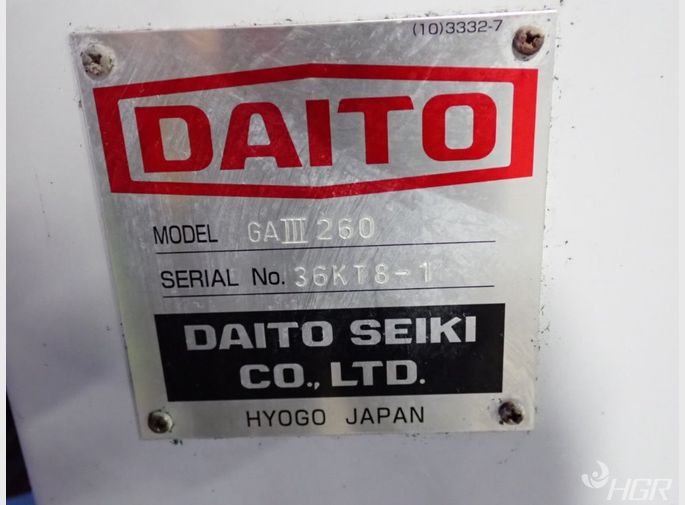 (10)3332-7
DAITO
MODEL GAIII260
SERIAL No. 36KT8-1
DAITO SEIKI
CO.,LTD.
HYOGO JAPAN
HGR